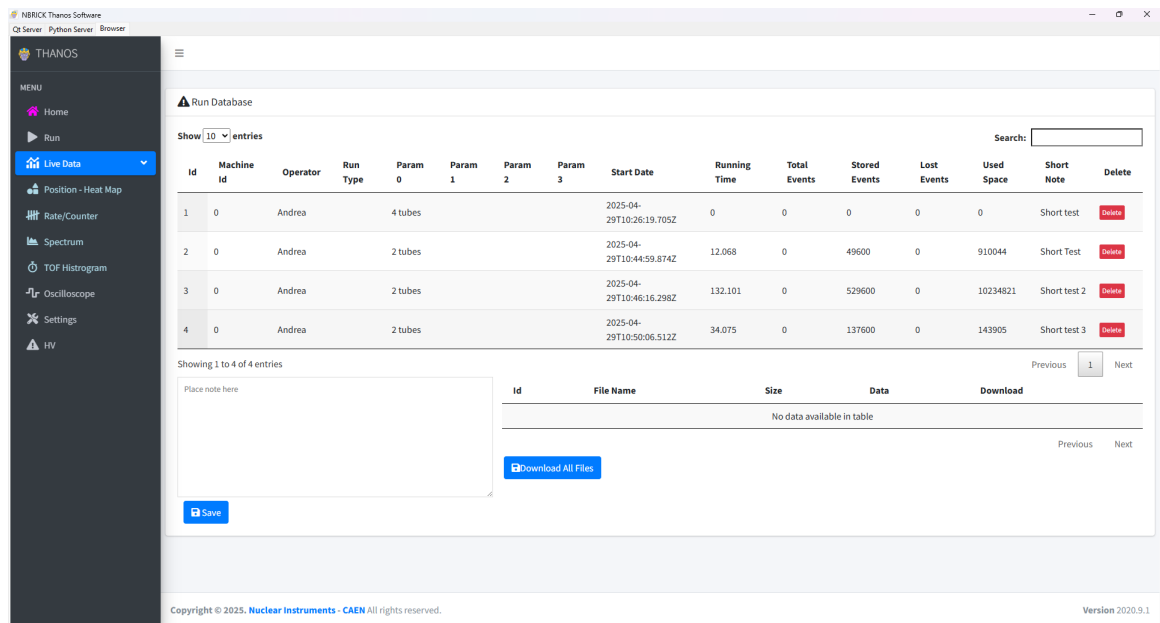 NBRICK Thanos Software
Qt Server Python Server Browser
THANOS
MENU
Home
Run
Live Data
Position - Heat Map
Rate/Counter
Spectrum
TOF Histrogram
Oscilloscope
Settings
HV
Run Database
Show 10 entries
Search:
Id Machine Id Operator Run Type Param 0 Param 1 Param 2 Param 3 Start Date Running Time Total Events Stored Events Lost Events Used Space Short Note Delete
1 0 Andrea 4 tubes 2025-04-29T10:26:19.705Z 0 0 0 0 0 Short test Delete
2 0 Andrea 2 tubes 2025-04-29T10:44:59.874Z 12.068 0 49600 0 910044 Short Test Delete
3 0 Andrea 2 tubes 2025-04-29T10:46:16.298Z 132.101 0 529600 0 10234821 Short test 2 Delete
4 0 Andrea 2 tubes 2025-04-29T10:50:06.512Z 34.075 0 137600 0 143905 Short test 3 Delete
Showing 1 to 4 of 4 entries
Previous 1 Next
Place note here
Id File Name Size Data Download
No data available in table
Previous Next
Download All Files
Save
Copyright © 2025. Nuclear Instruments - CAEN All rights reserved.
Version 2020.9.1